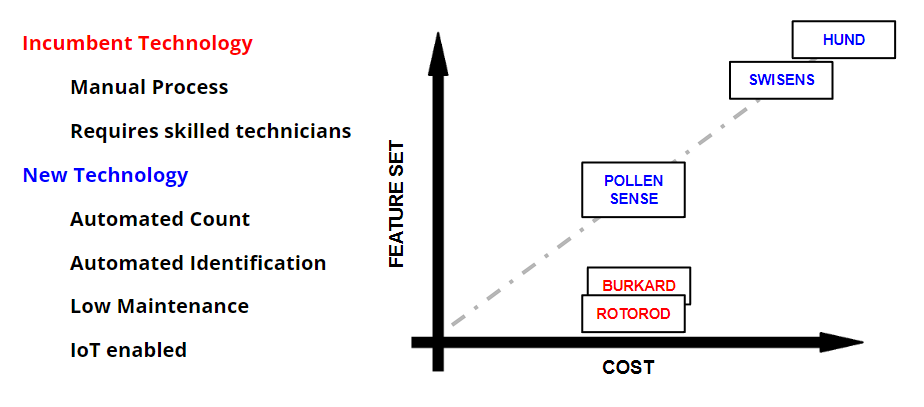 Incumbent Technology
Manual Process
Requires skilled technicians
New Technology
Automated Count
Automated Identification
Low Maintenance
IoT enabled
FEATURE SET
HUND
SWISENS
POLLEN
SENSE
BURKARD
ROTOROD
COST